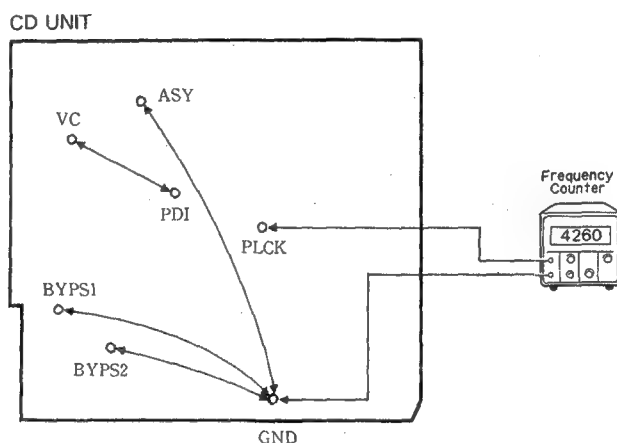 CD UNIT
ASY
VC
PDI
PLCK
Frequency
Counter
4260
BYPS1
BYPS2
GND